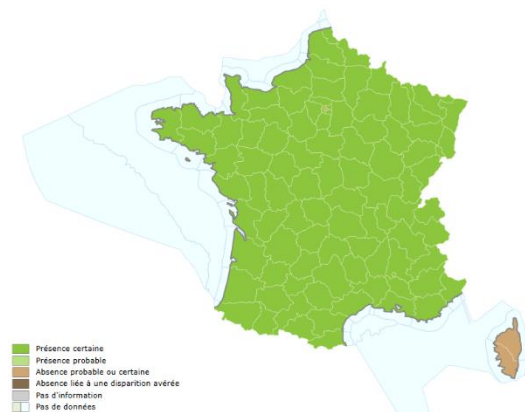 Présence certaine
Présence probable
Absence probable ou certaine
Absence liée à une disparition avérée
Pas d'information
Pas de données